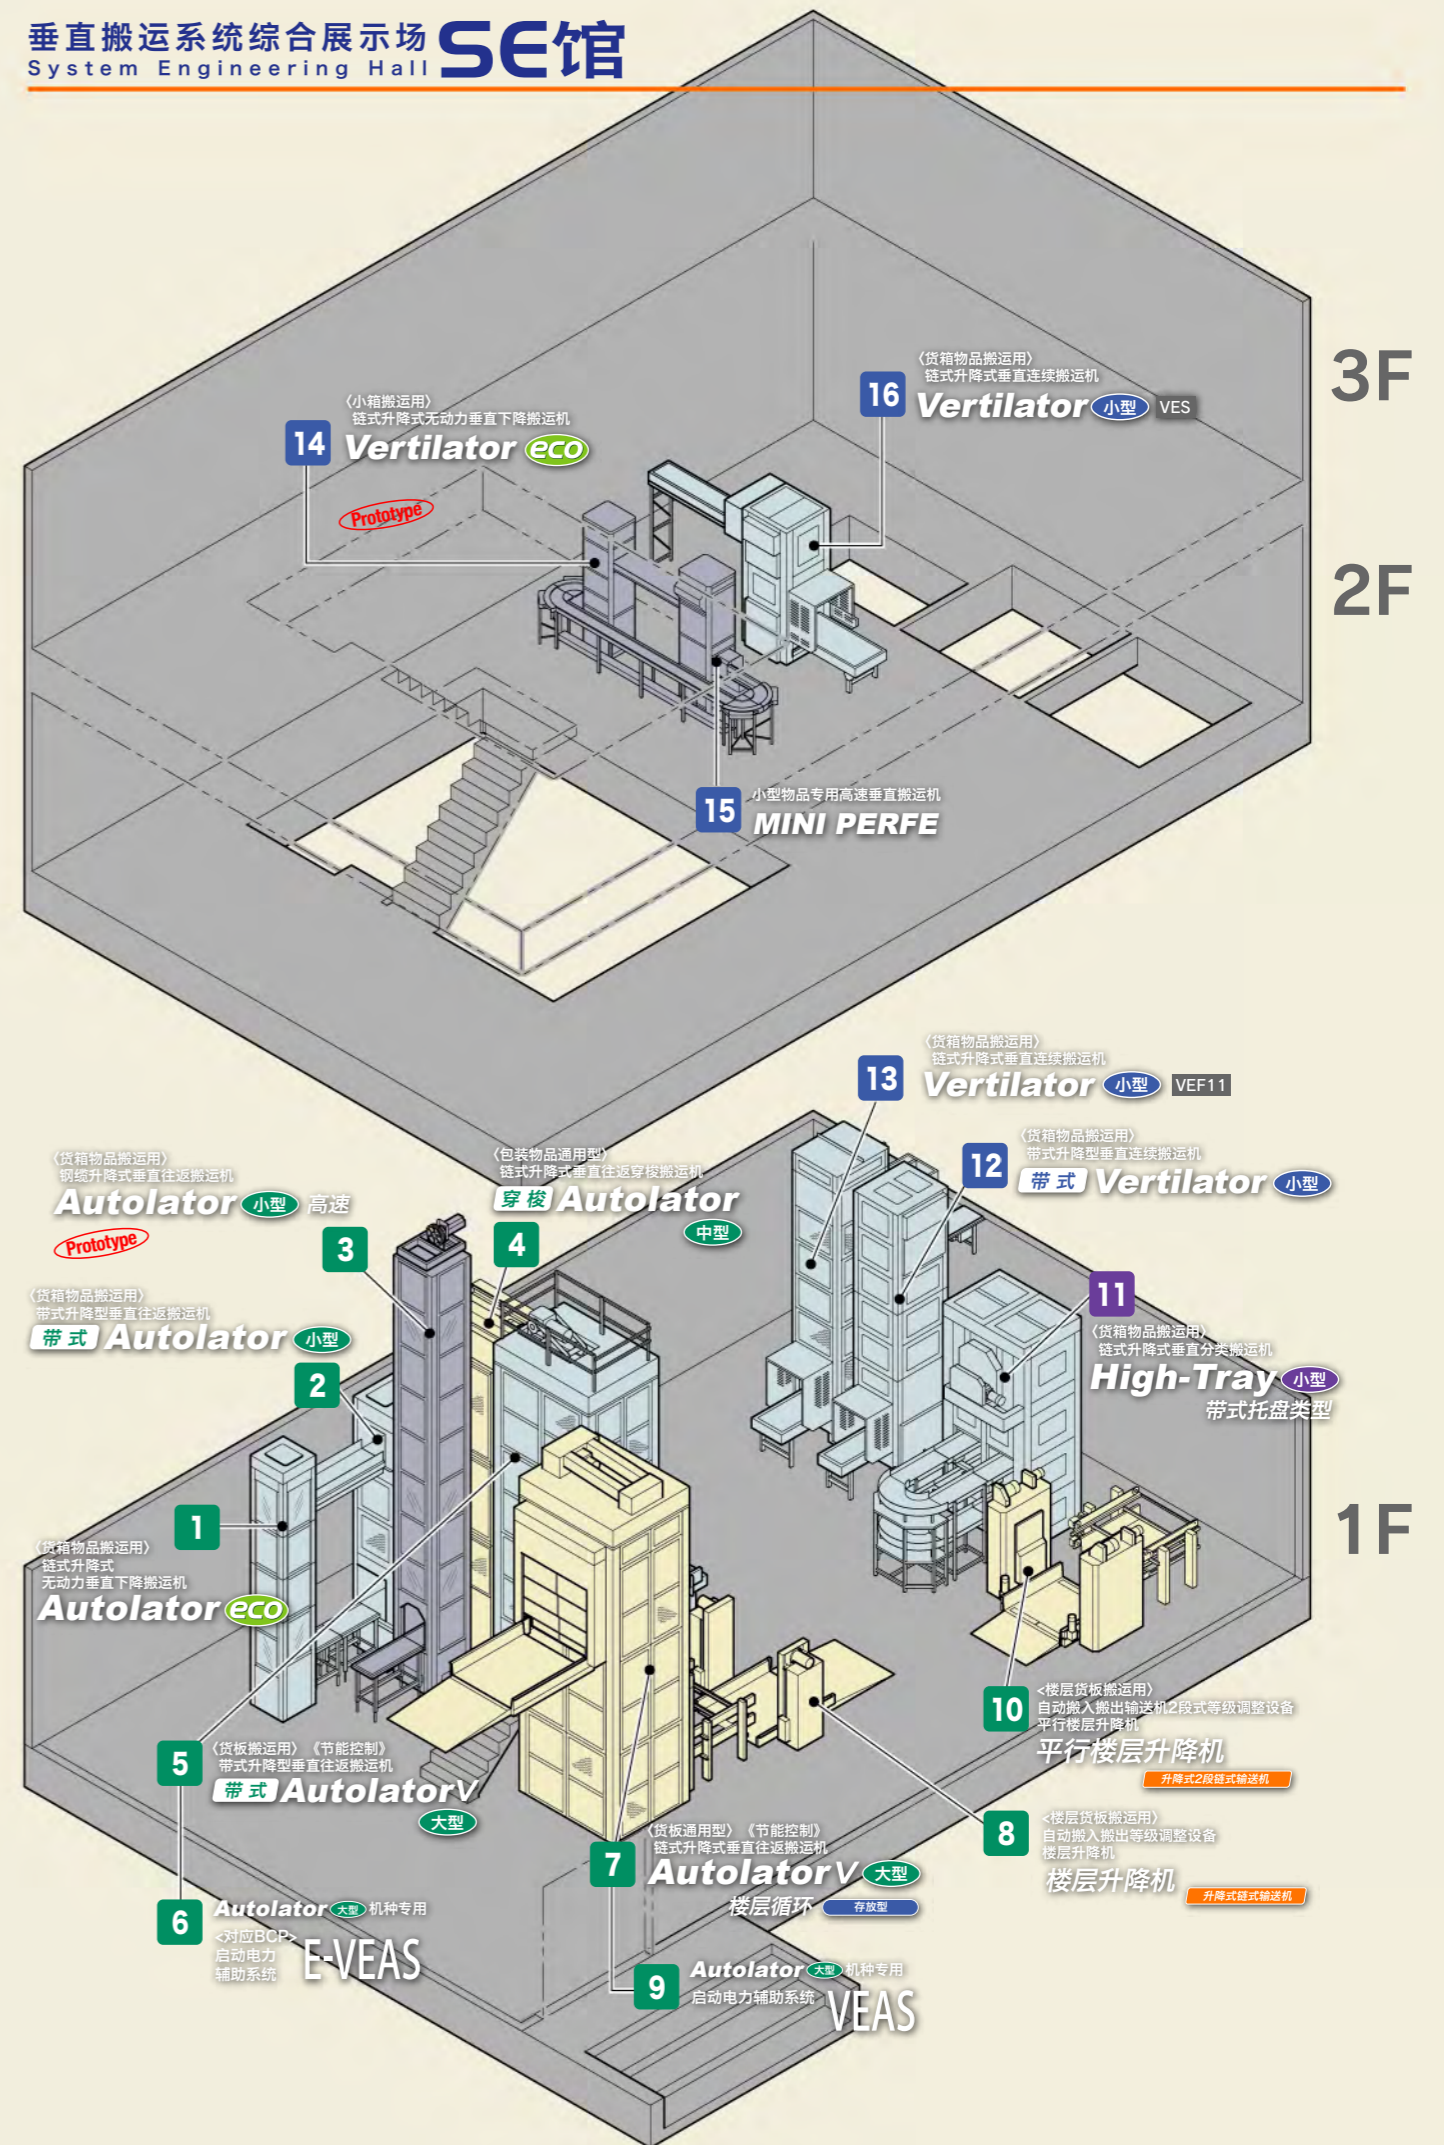 垂直搬运系统综合展示场 SE馆
System Engineering Hall
3F
2F
1F
16
〈货箱物品搬运用〉
链式升降式垂直连续搬运机
Vertilator 小型 VES
14
〈小箱搬运用〉
链式升降式无动力垂直下降搬运机
Vertilator eco
Prototype
15
小型物品专用高速垂直搬运机
MINI PERFE
13
〈货箱物品搬运用〉
链式升降式垂直连续搬运机
Vertilator 小型 VEF11
12
〈货箱物品搬运用〉
带式升降型垂直连续搬运机
带式 Vertilator 小型
〈货箱物品搬运用〉
钢缆升降式垂直往返搬运机
Autolator 小型 高速
Prototype
3
〈包装物品通用型〉
链式升降式垂直往返穿梭搬运机
穿梭 Autolator
中型
4
〈货箱物品搬运用〉
带式升降型垂直往返搬运机
带式 Autolator 小型
2
11
〈货箱物品搬运用〉
链式升降式垂直分类搬运机
High-Tray 小型
带式托盘类型
1
〈货箱物品搬运用〉
链式升降式
无动力垂直下降搬运机
Autolator eco
10
<楼层货板搬运用〉
自动搬入搬出输送机2段式等级调整设备
平行楼层升降机
平行楼层升降机
升降式2段链式输送机
5
〈货板搬运用〉《节能控制》
带式升降型垂直往返搬运机
带式 AutolatorV
大型
8
<楼层货板搬运用〉
自动搬入搬出等级调整设备
楼层升降机
楼层升降机
升降式链式输送机
7
〈货板通用型〉《节能控制》
链式升降式垂直往返搬运机
AutolatorV 大型
楼层循环 存放型
6
Autolator 大型 机种专用
<对应BCP>
启动电力
辅助系统
E-VEAS
9
Autolator 大型 机种专用
启动电力辅助系统
VEAS